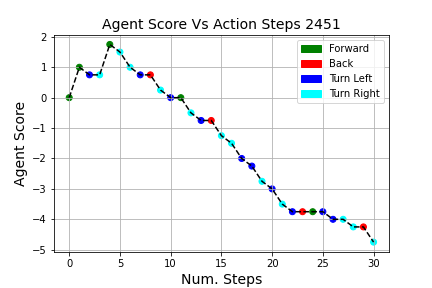 Agent Score Vs Action Steps 2451
Agent Score
2
1
0
−1
−2
−3
−4
−5
Forward
Back
Turn Left
Turn Right
0 5 10 15 20 25 30
Num. Steps